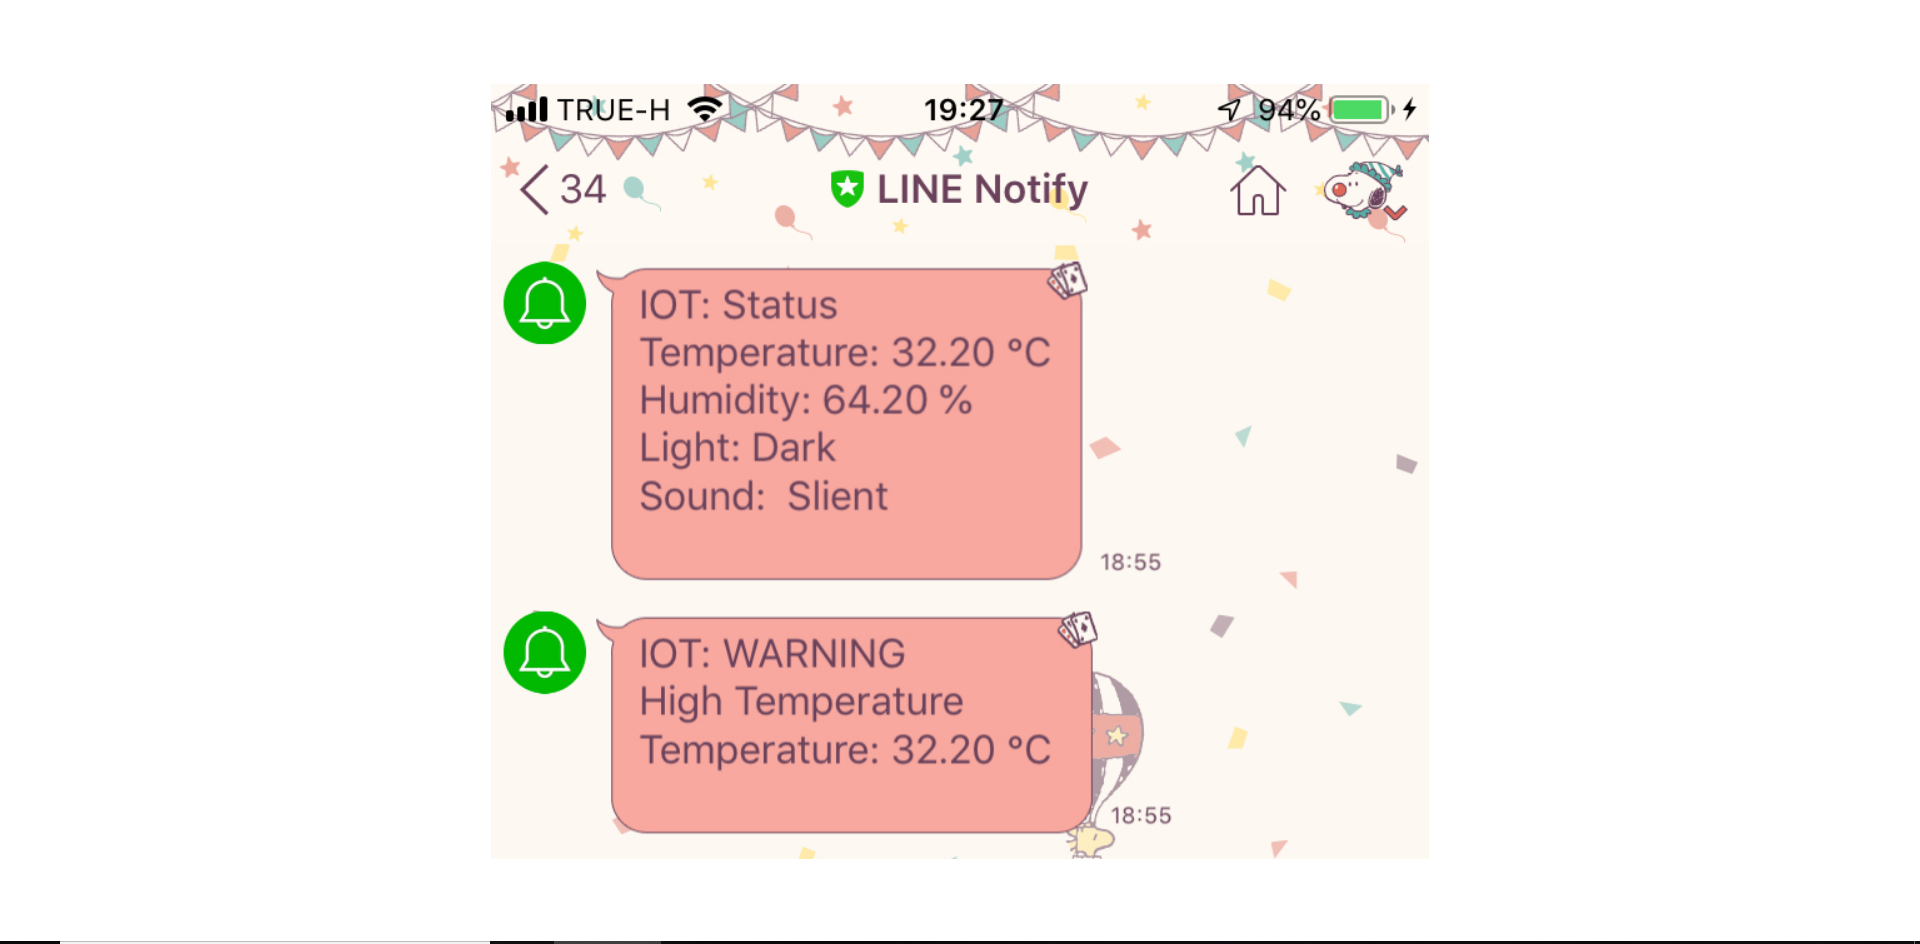 TRUE-H 19:27 94%
34 LINE Notify
IOT: Status
Temperature: 32.20 °C
Humidity: 64.20 %
Light: Dark
Sound:  Slient
18:55
IOT: WARNING
High Temperature
Temperature: 32.20 °C
18:55